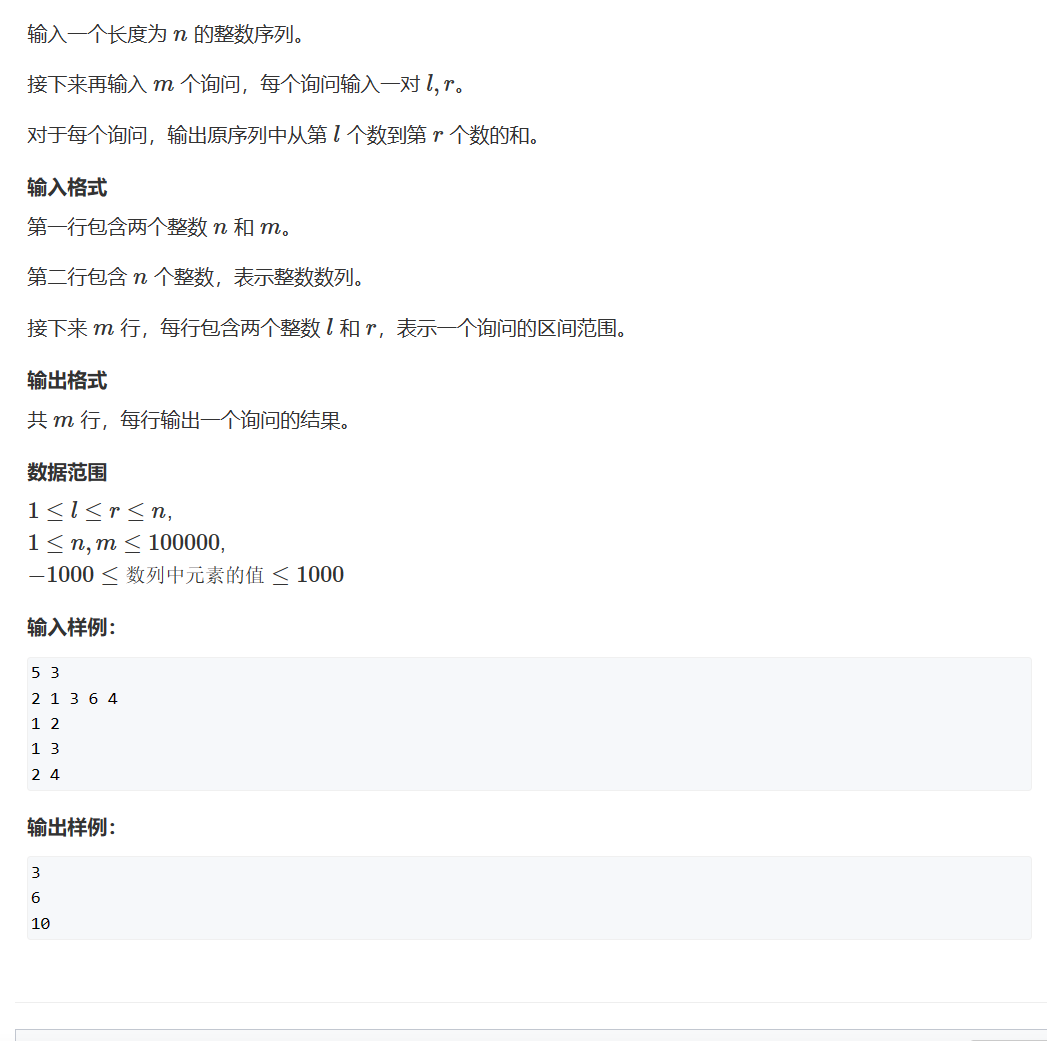 输入一个长度为 n 的整数序列。
接下来再输入 m 个询问，每个询问输入一对 l, r。
对于每个询问，输出原序列中从第 l 个数到第 r 个数的和。
输入格式
第一行包含两个整数 n 和 m。
第二行包含 n 个整数，表示整数数列。
接下来 m 行，每行包含两个整数 l 和 r，表示一个询问的区间范围。
输出格式
共 m 行，每行输出一个询问的结果。
数据范围
1 ≤ l ≤ r ≤ n,
1 ≤ n, m ≤ 100000,
−1000 ≤ 数列中元素的值 ≤ 1000
输入样例：
5 3
2 1 3 6 4
1 2
1 3
2 4
输出样例：
3
6
10